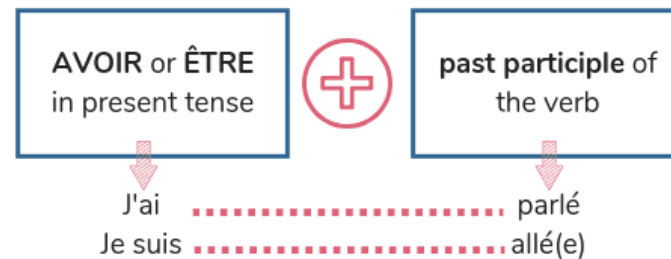 AVOIR or ÊTRE
in present tense
past participle of
the verb
J'ai parlé
Je suis allé(e)